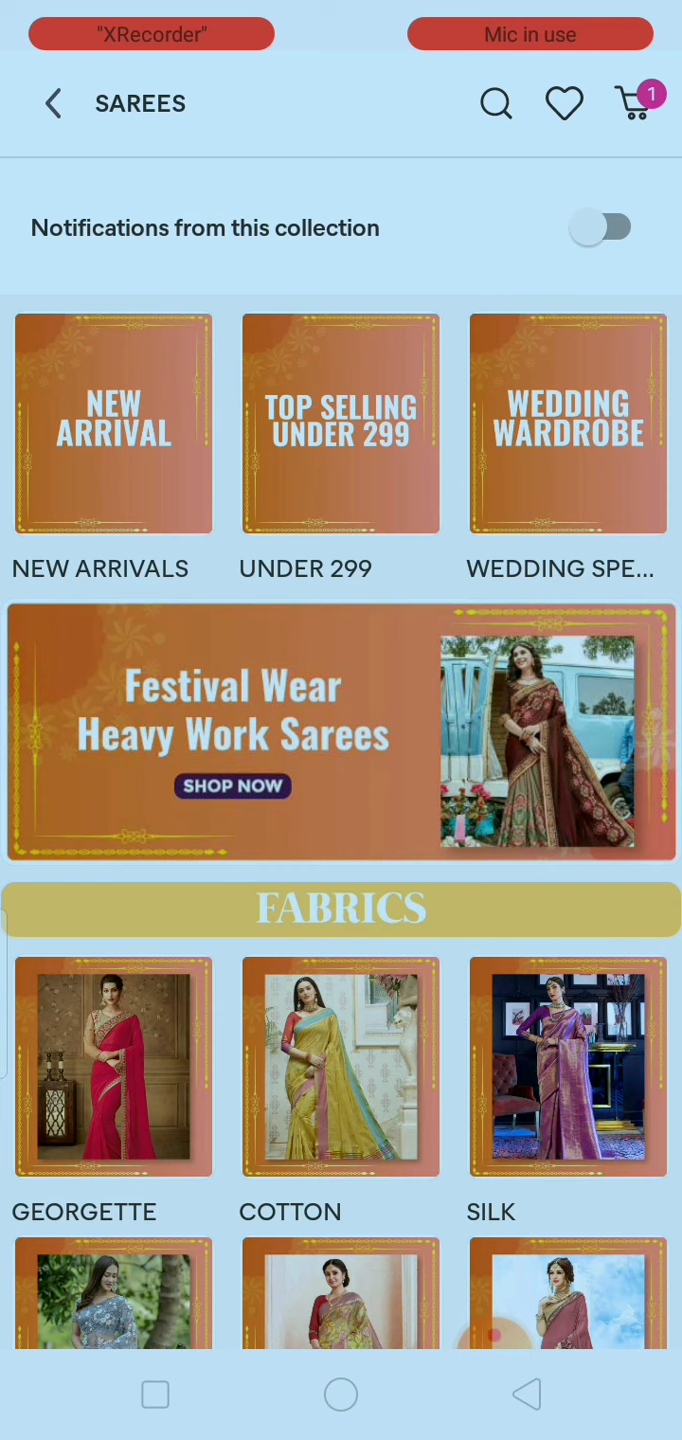 "XRecorder"
Mic in use
SAREES
1
Notifications from this collection
NEW
ARRIVAL
TOP SELLING
UNDER 299
WEDDING
WARDROBE
NEW ARRIVALS
UNDER 299
WEDDING SPE...
Festival Wear
Heavy Work Sarees
SHOP NOW
FABRICS
GEORGETTE
COTTON
SILK